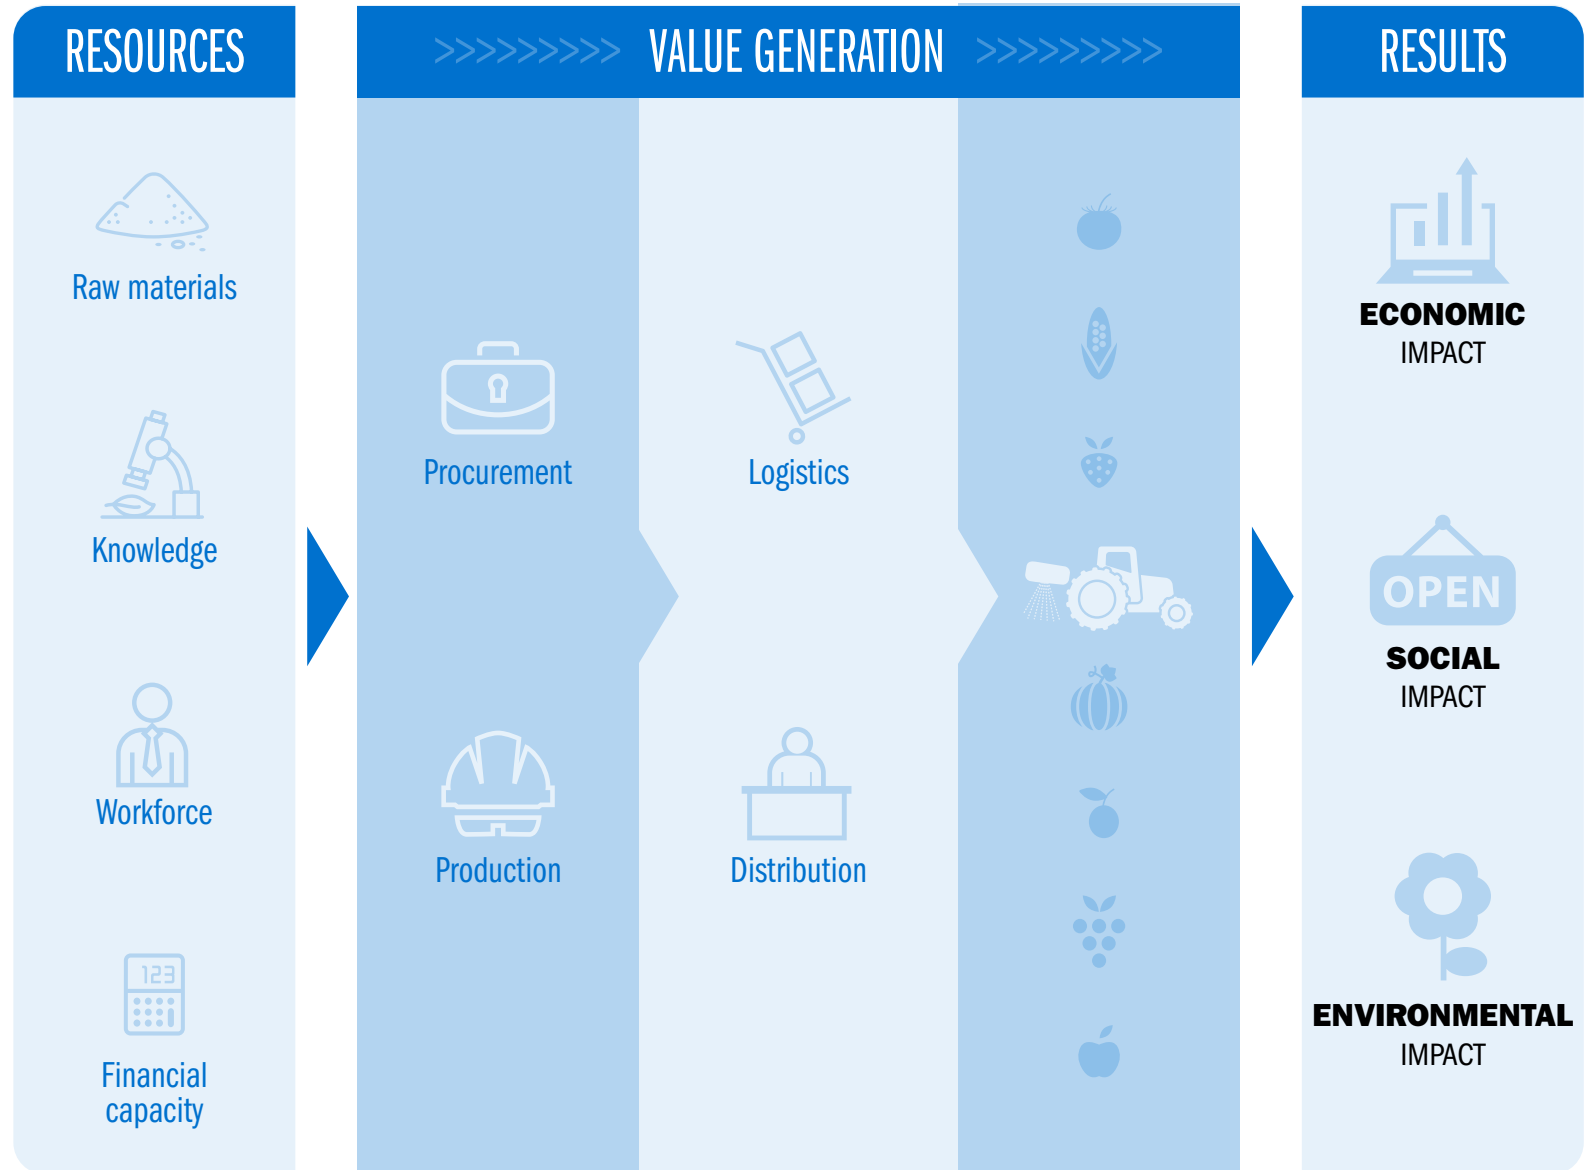 RESOURCES
>>>>>>>>> VALUE GENERATION >>>>>>>>>
RESULTS
Raw materials
Knowledge
Workforce
123
Financial
capacity
Procurement
Production
Logistics
Distribution
ECONOMIC
IMPACT
OPEN
SOCIAL
IMPACT
ENVIRONMENTAL
IMPACT